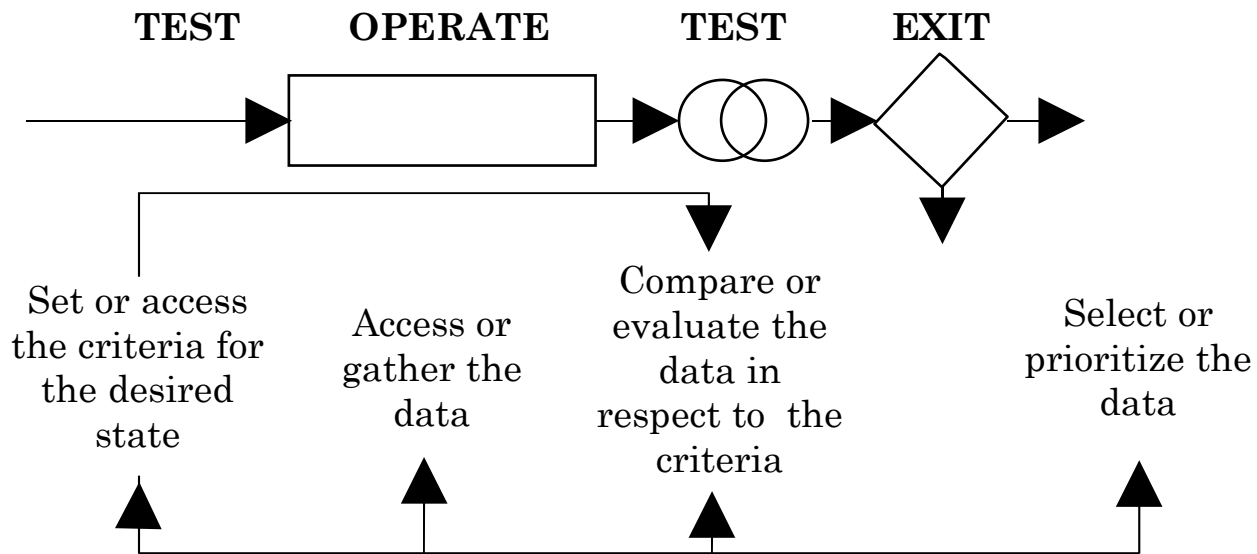 TEST OPERATE TEST EXIT
Set or access
the criteria for
the desired
state
Access or
gather the
data
Compare or
evaluate the
data in
respect to the
criteria
Select or
prioritize the
data